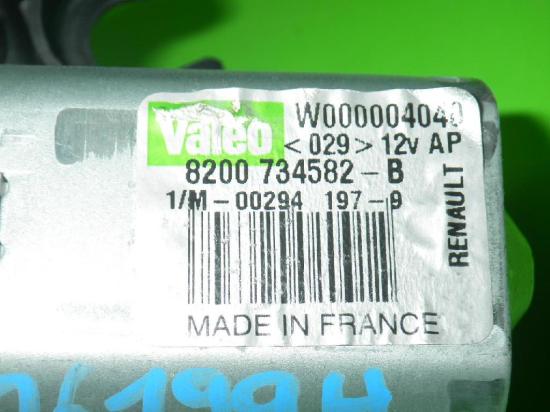 Valeo W000004040
<029> 12v AP
8200 734582-B
1/M-00294 197-9
RENAULT
MADE IN FRANCE